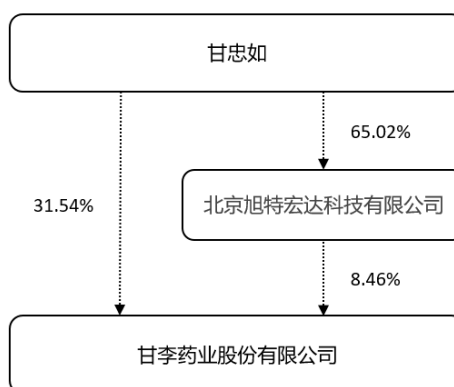 甘忠如
65.02%
31.54%
北京旭特宏达科技有限公司
8.46%
甘李药业股份有限公司